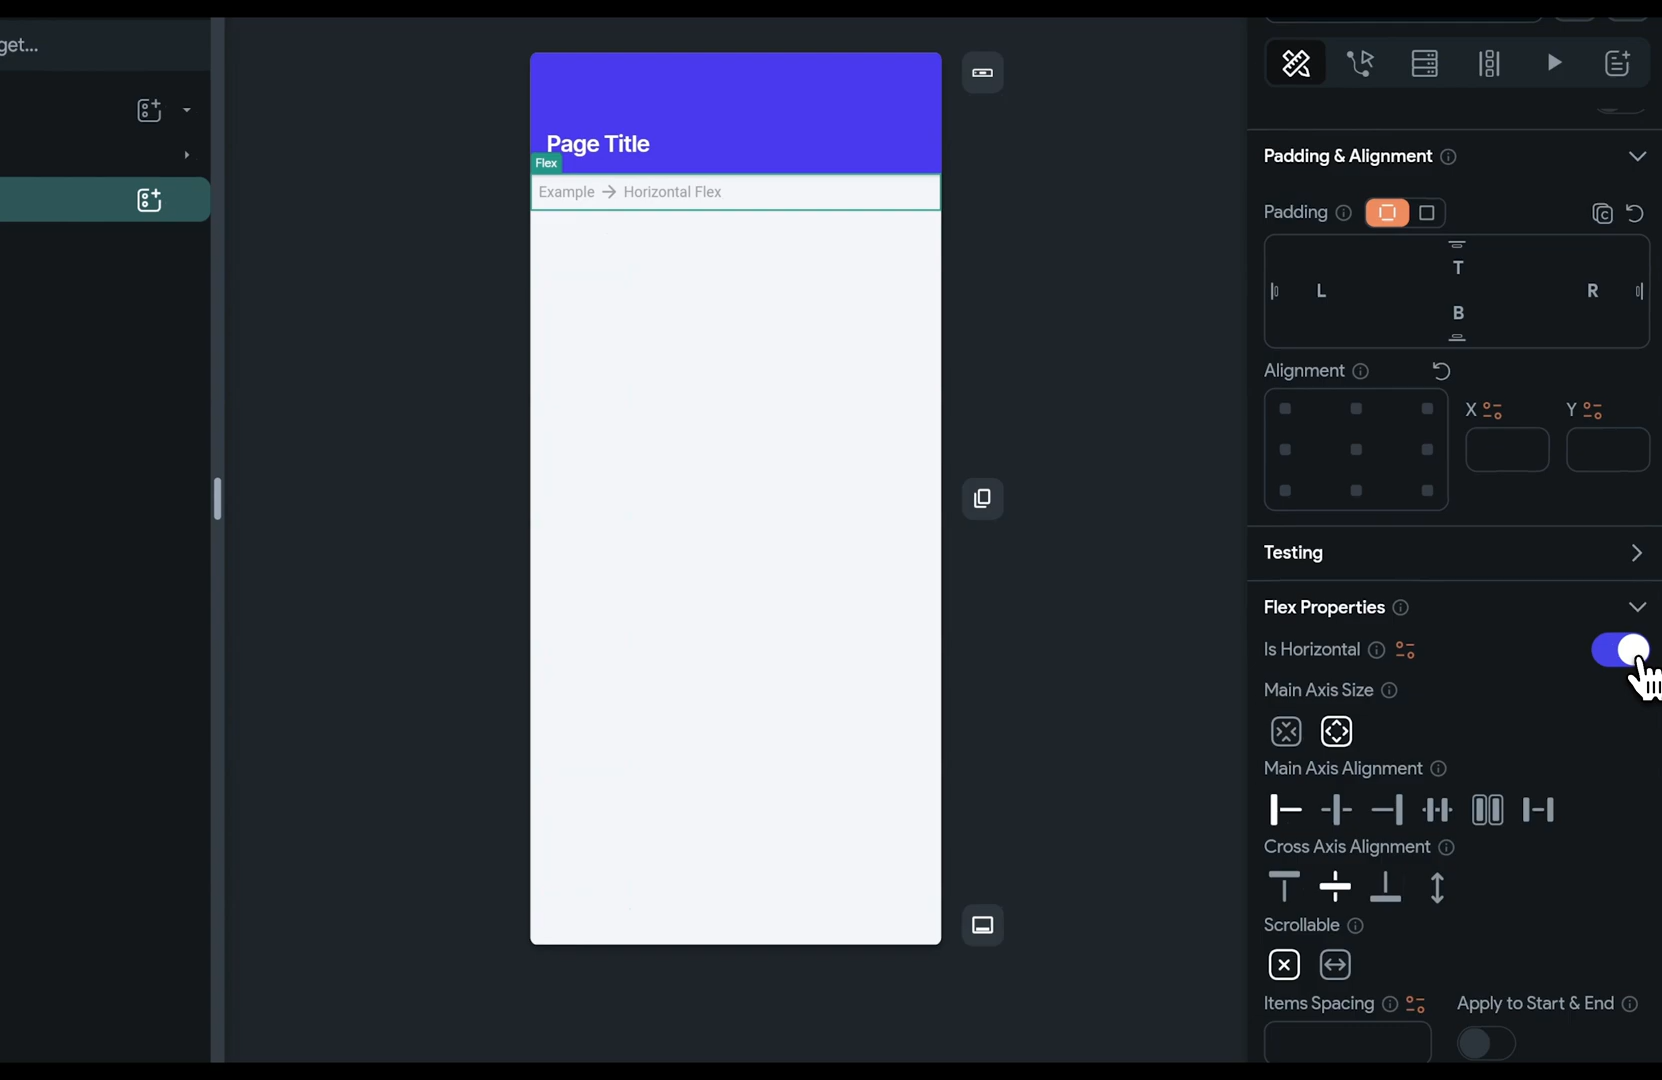 get...
Page Title
Flex
Example → Horizontal Flex
Padding & Alignment
Padding
T
L
R
B
Alignment
X
Y
Testing
Flex Properties
Is Horizontal
Main Axis Size
Main Axis Alignment
Cross Axis Alignment
Scrollable
Items Spacing
Apply to Start & End